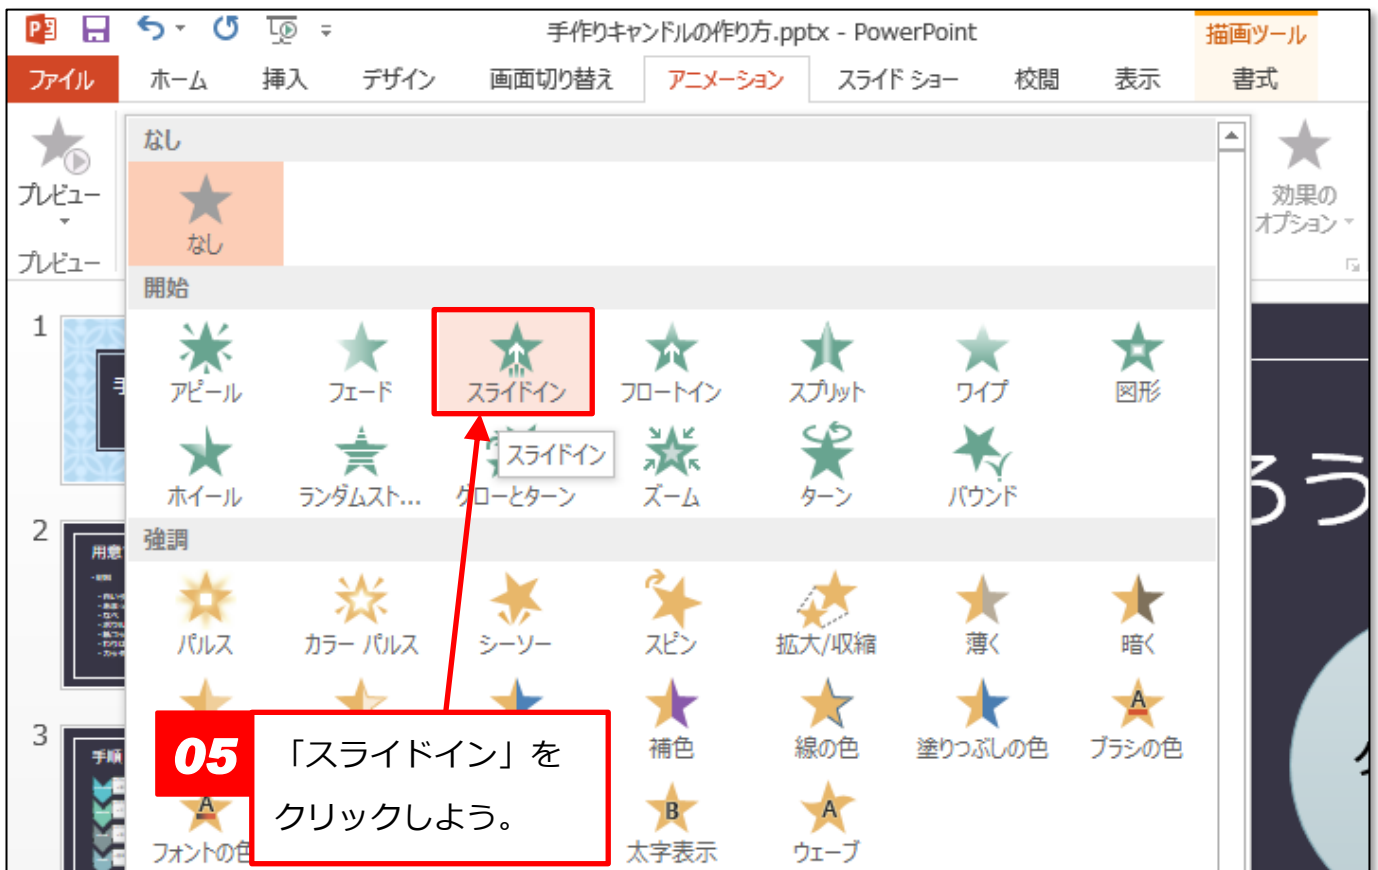 手作りキャンドルの作り方.pptx - PowerPoint
描画ツール
ファイル ホーム 挿入 デザイン 画面切り替え アニメーション スライド ショー 校閲 表示 書式
プレビュー
プレビュー
効果の
オプション
なし
なし
開始
アピール フェード スライドイン フロートイン スプリット ワイプ 図形
スライドイン
ホイール ランダムスト... グローとターン ズーム ターン バウンド
強調
パルス カラー パルス シーソー スピン 拡大/収縮 薄く 暗く
補色 線の色 塗りつぶしの色 ブラシの色
フォントの色 太字表示 ウェーブ
05
「スライドイン」を
クリックしよう。
1
2
用意
3
手順
ろう